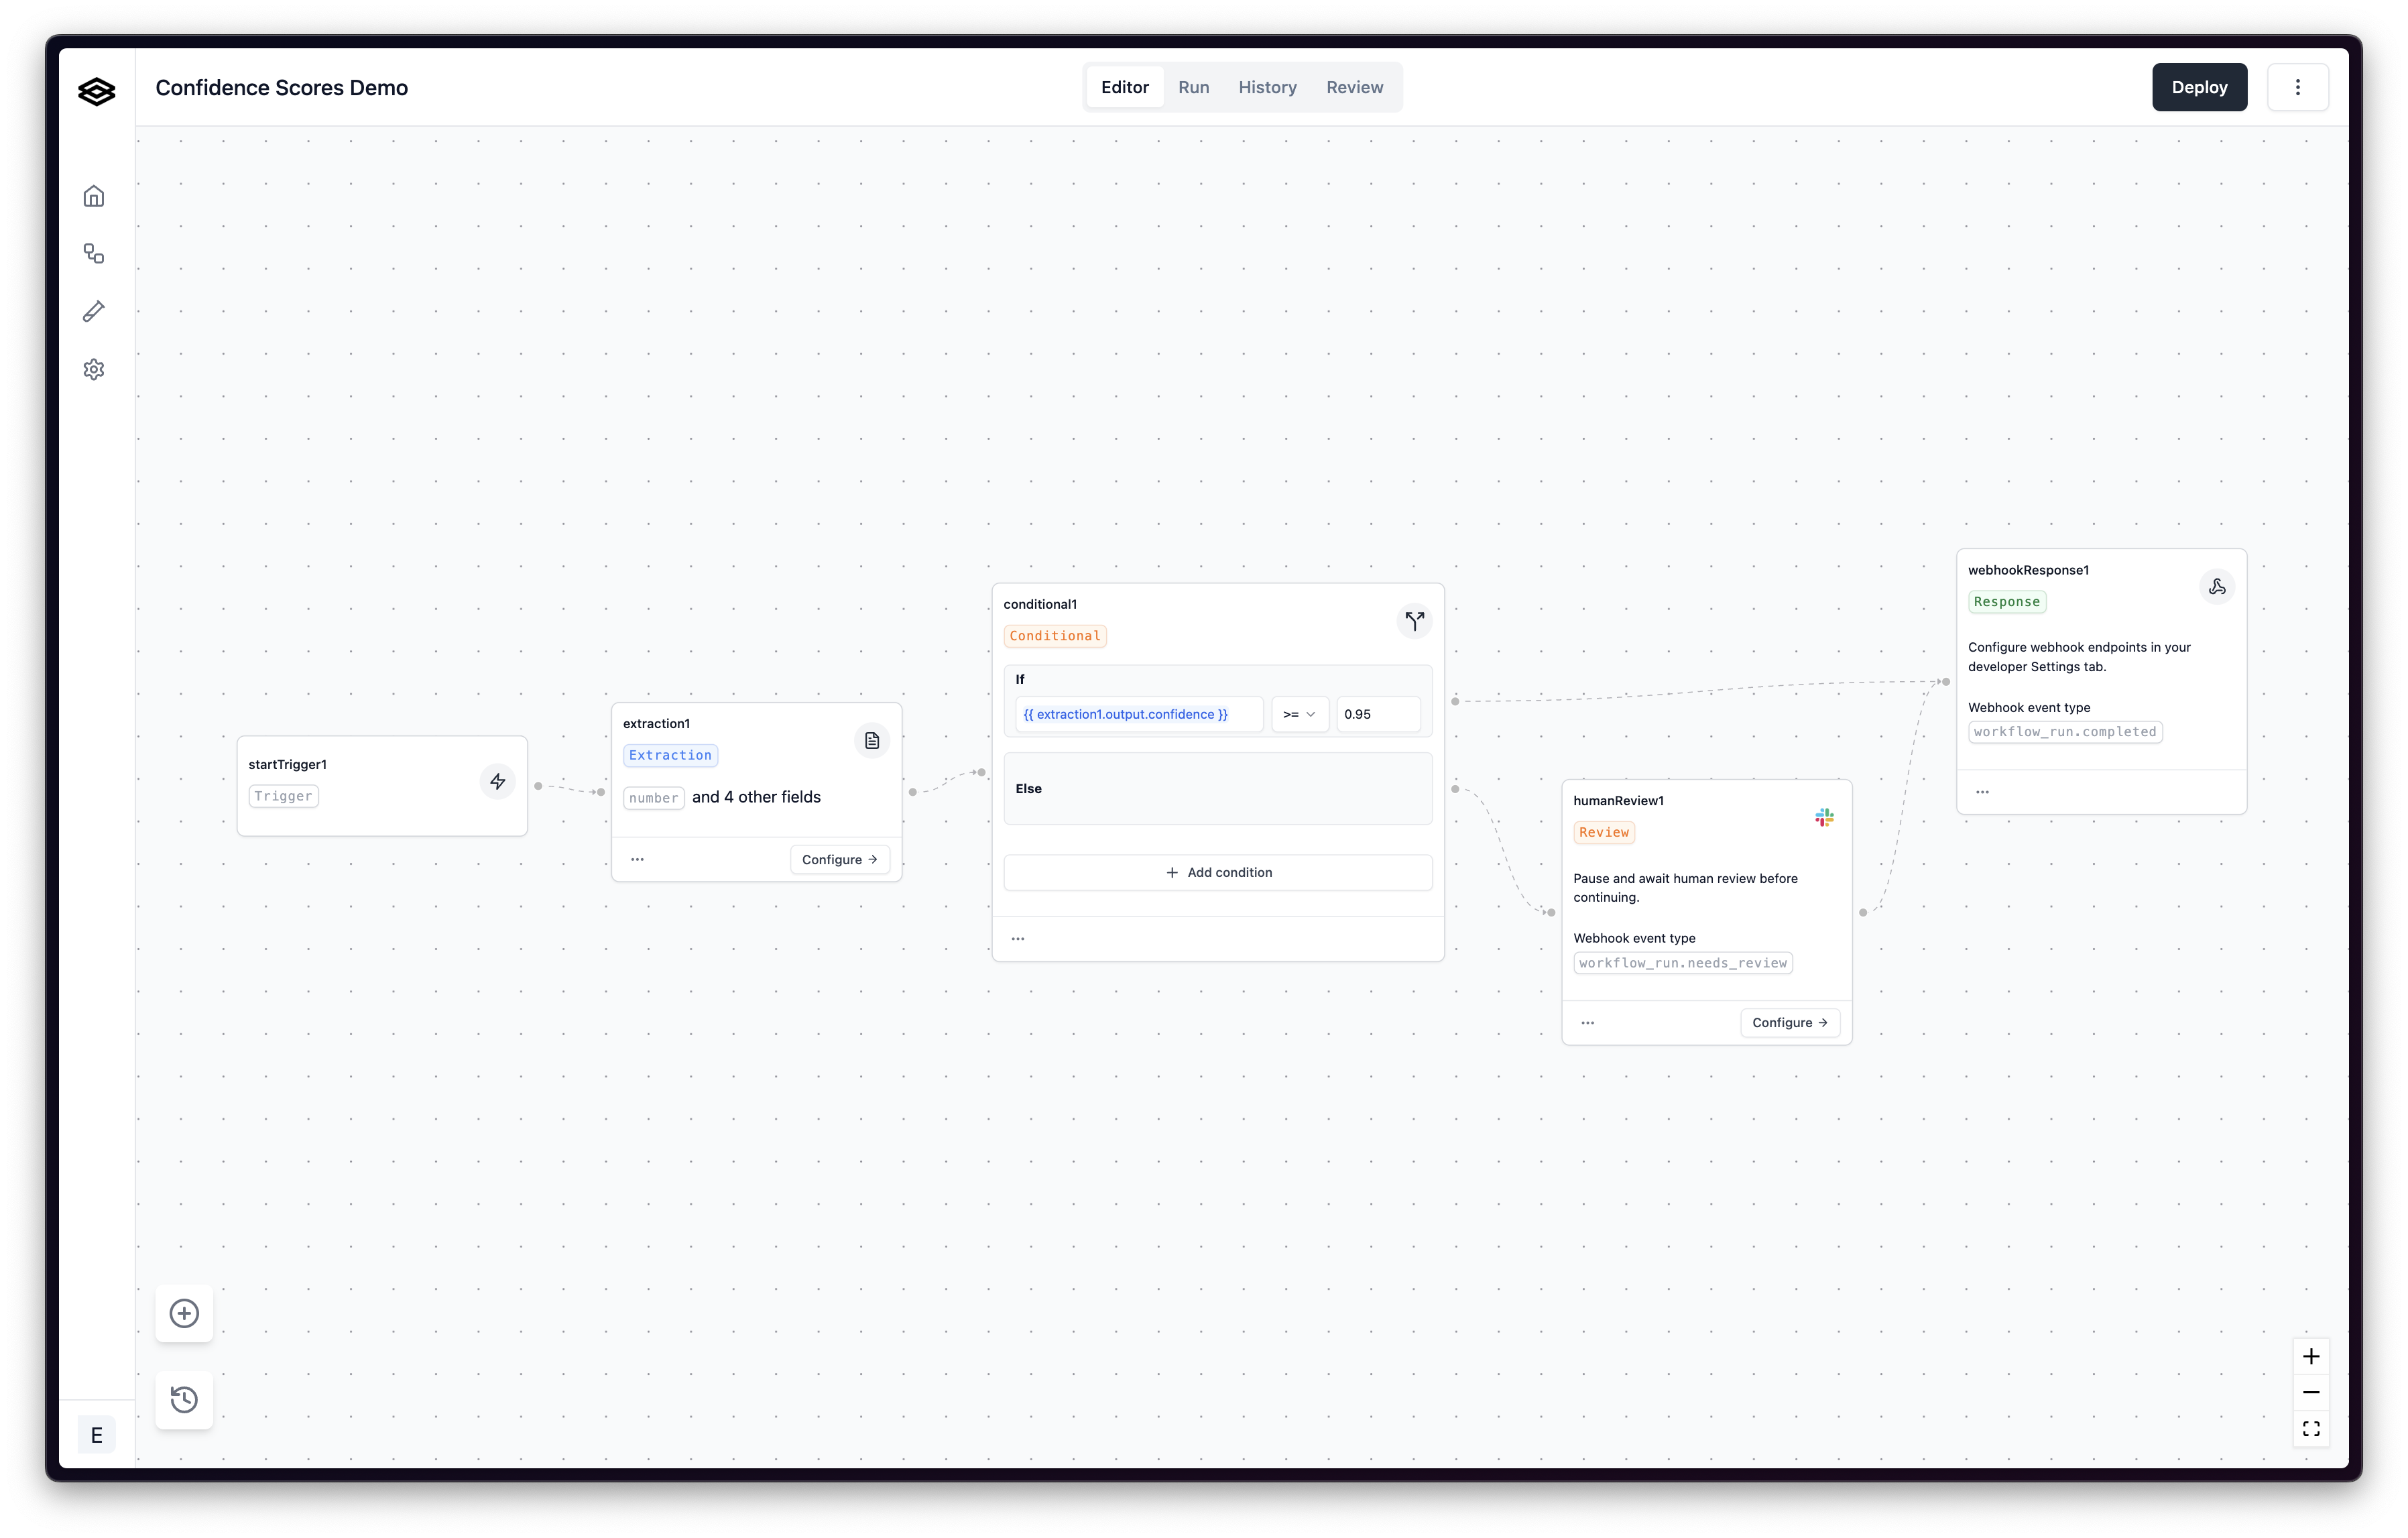 Confidence Scores Demo
Editor
Run
History
Review
Deploy
startTrigger1
Trigger
extraction1
Extraction
number and 4 other fields
Configure →
conditional1
Conditional
If
{{ extraction1.output.confidence }} >= 0.95
Else
+ Add condition
humanReview1
Review
Pause and await human review before
continuing.
Webhook event type
workflow_run.needs_review
Configure →
webhookResponse1
Response
Configure webhook endpoints in your
developer Settings tab.
Webhook event type
workflow_run.completed
E